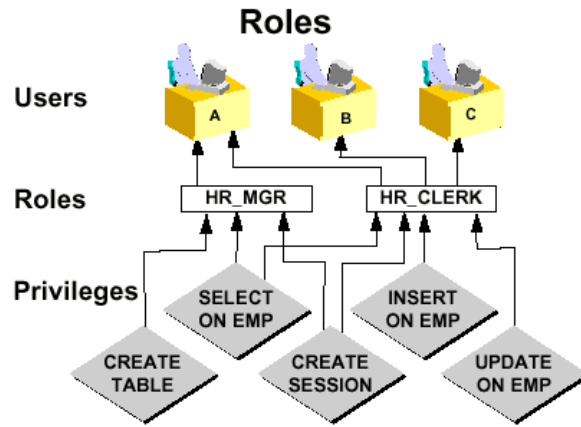 Roles
Users
A
B
C
Roles
HR_MGR
HR_CLERK
Privileges
SELECT
ON EMP
INSERT
ON EMP
CREATE
TABLE
CREATE
SESSION
UPDATE
ON EMP